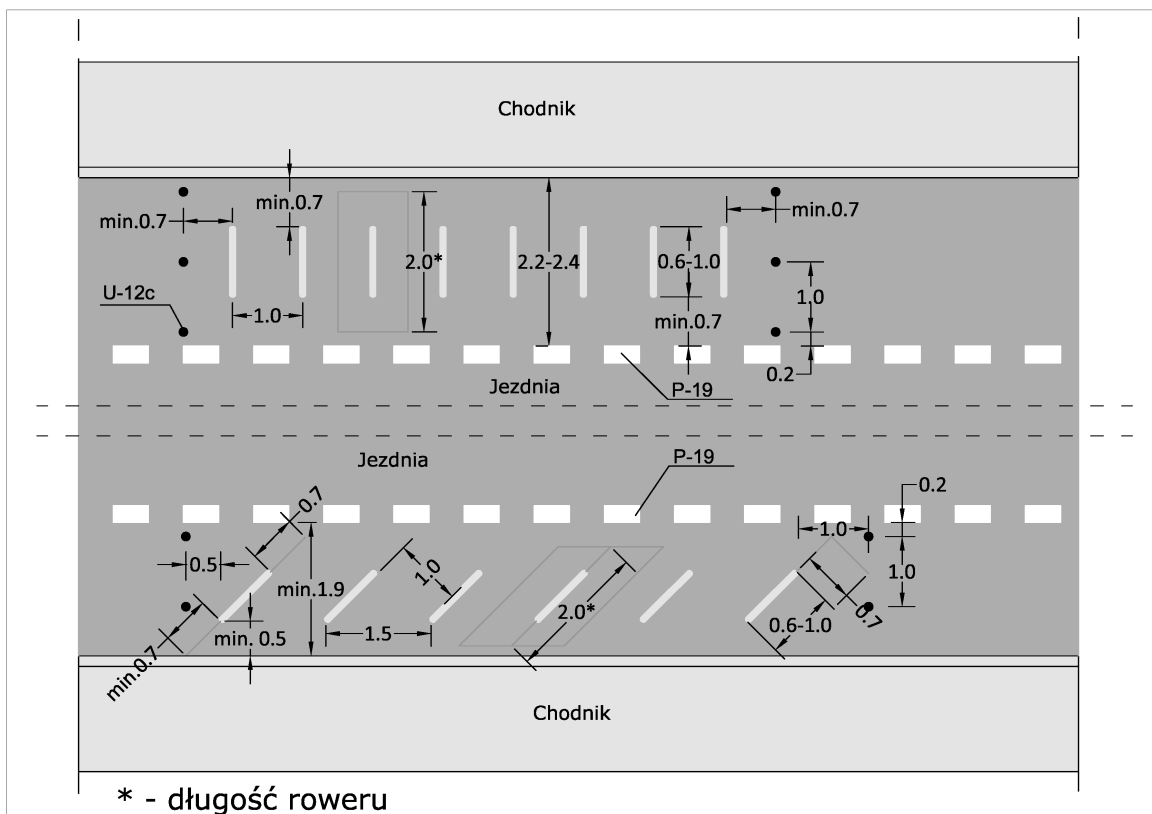 Chodnik
min.0.7
min.0.7
min.0.7
2.0*
2.2-2.4
0.6-1.0
U-12c
1.0
1.0
min.0.7
0.2
Jezdnia
P-19
Jezdnia
P-19
0.2
0.7
1.0
0.5
min.1.9
1.0
1.0
2.0*
0.7
min.0.7
min. 0.5
1.5
0.6-1.0
Chodnik
* - długość roweru